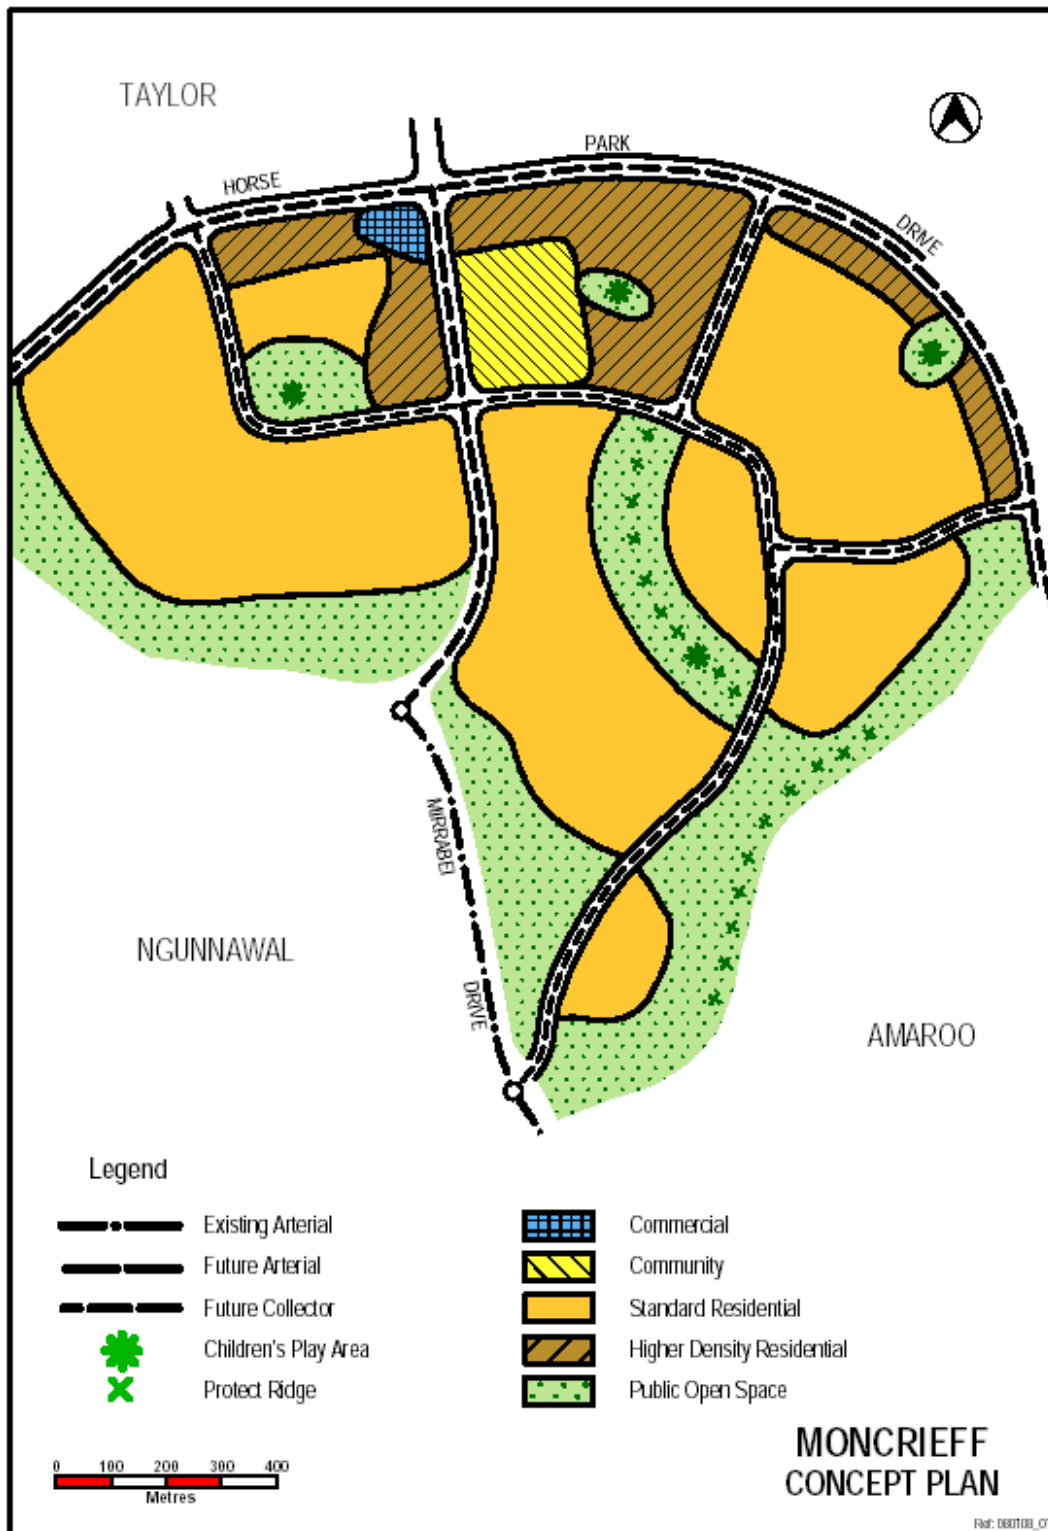 TAYLOR
HORSE
PARK
DRIVE
MIRRABEI
DRIVE
NGUNNAWAL
AMAROO
Legend
Existing Arterial
Future Arterial
Future Collector
Children's Play Area
Protect Ridge
Commercial
Community
Standard Residential
Higher Density Residential
Public Open Space
0 100 200 300 400
Metres
MONCRIEFF
CONCEPT PLAN